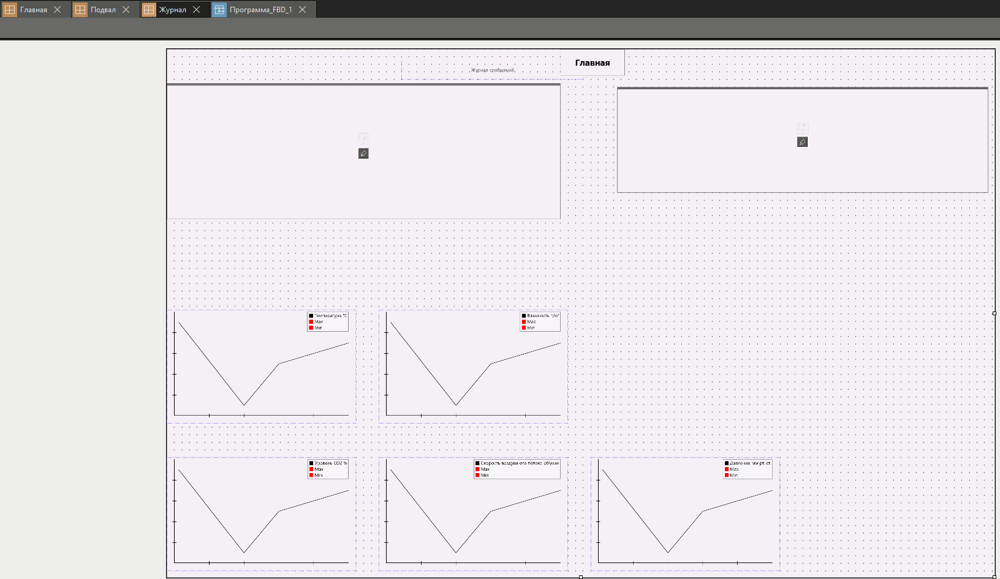 Главная
Подвал
Журнал
Программа_FBD_1
Главная
Журнал сробщений
Температура °C
Max
Min
Влажность г/м³
Max
Min
Уровень CO2 %
Max
Min
Скорость воздушного потока об\мин
Max
Min
Давление мм рт. ст.
Max
Min